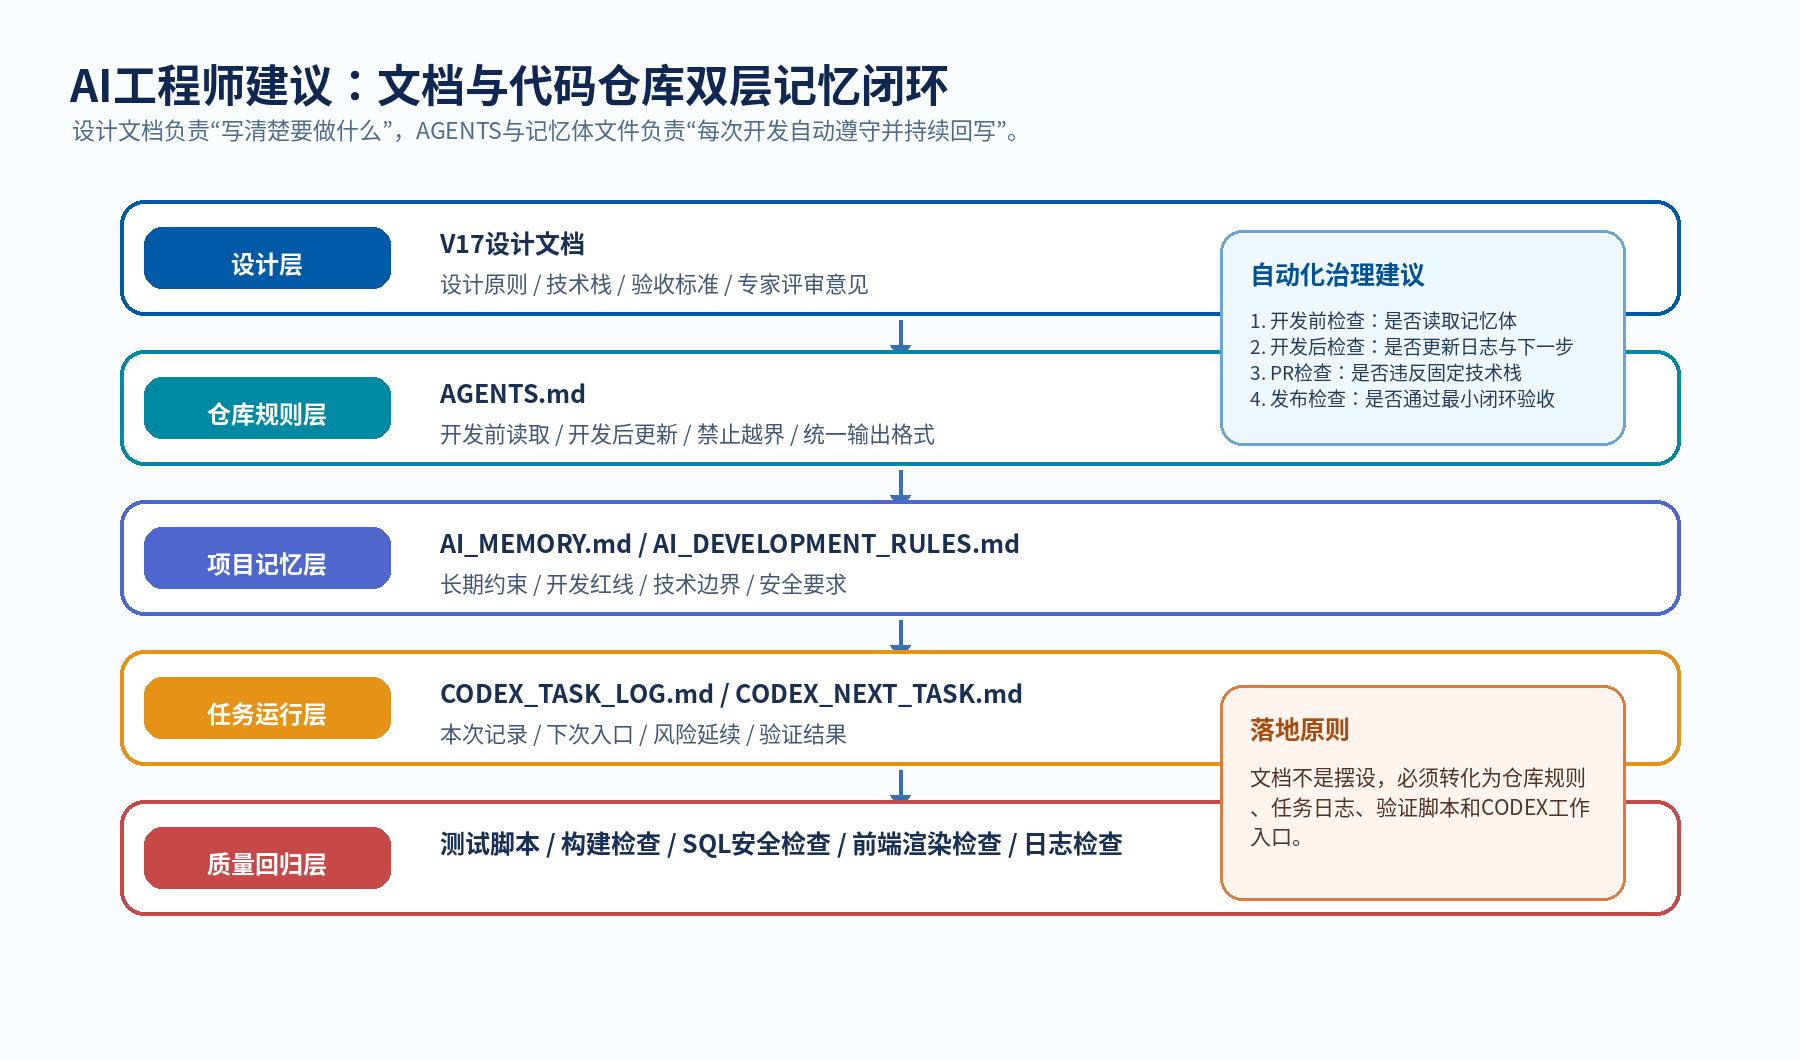 AI工程师建议：文档与代码仓库双层记忆闭环
设计文档负责“写清楚要做什么”，AGENTS与记忆体文件负责“每次开发自动遵守并持续回写”。
设计层
V17设计文档
设计原则 / 技术栈 / 验收标准 / 专家评审意见
自动化治理建议
1. 开发前检查：是否读取记忆体
2. 开发后检查：是否更新日志与下一步
3. PR检查：是否违反固定技术栈
4. 发布检查：是否通过最小闭环验收
仓库规则层
AGENTS.md
开发前读取 / 开发后更新 / 禁止越界 / 统一输出格式
项目记忆层
AI_MEMORY.md / AI_DEVELOPMENT_RULES.md
长期约束 / 开发红线 / 技术边界 / 安全要求
任务运行层
CODEX_TASK_LOG.md / CODEX_NEXT_TASK.md
本次记录 / 下次入口 / 风险延续 / 验证结果
落地原则
文档不是摆设，必须转化为仓库规则
、任务日志、验证脚本和CODEX工作
入口。
质量回归层
测试脚本 / 构建检查 / SQL安全检查 / 前端渲染检查 / 日志检查